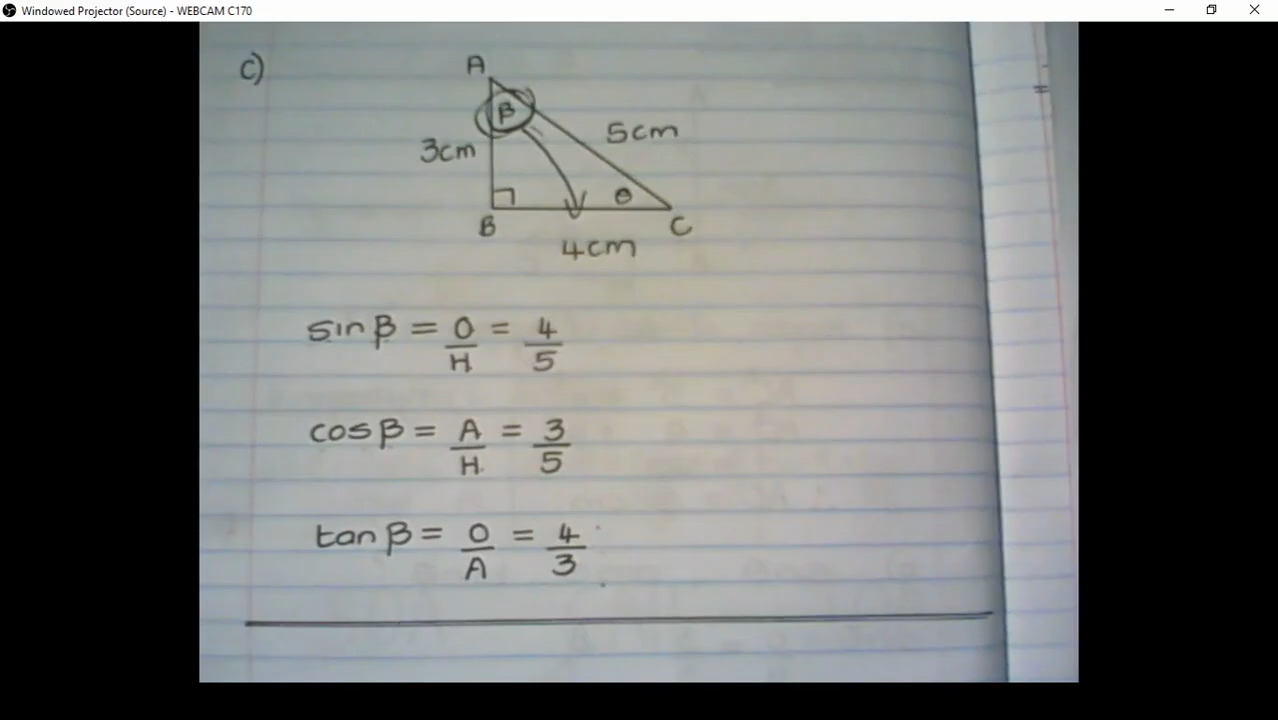 Windowed Projector (Source) - WEBCAM C170
c)
A
β
3cm
5cm
θ
B
C
4cm
=
sin β = O/H = 4/5
cos β = A/H = 3/5
tan β = O/A = 4/3